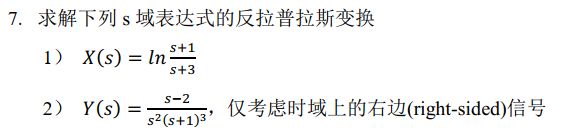 7. 求解下列 s 域表达式的反拉普拉斯变换
1） X(s) = ln (s+1)/(s+3)
2） Y(s) = (s−2)/(s²(s+1)³)，仅考虑时域上的右边(right-sided)信号